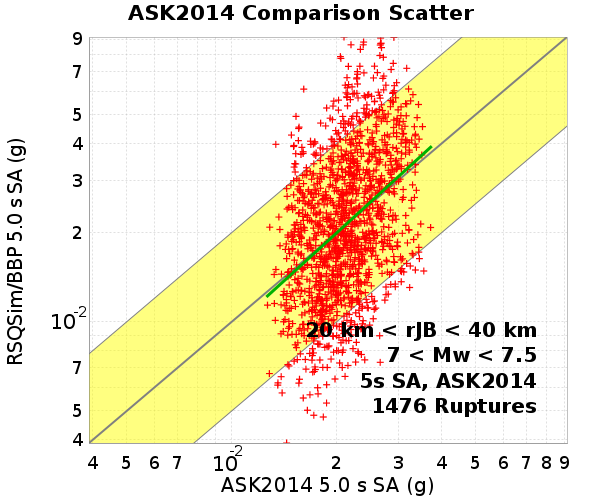 ASK2014 Comparison Scatter
RSQSim/BBP 5.0 s SA (g)
9
7
5
4
3
2
10-2
7
5
4
20 km < rJB < 40 km
7 < Mw < 7.5
5s SA, ASK2014
1476 Ruptures
4 5 6 7 10-2 2 3 4 5 6 7 8 9
ASK2014 5.0 s SA (g)